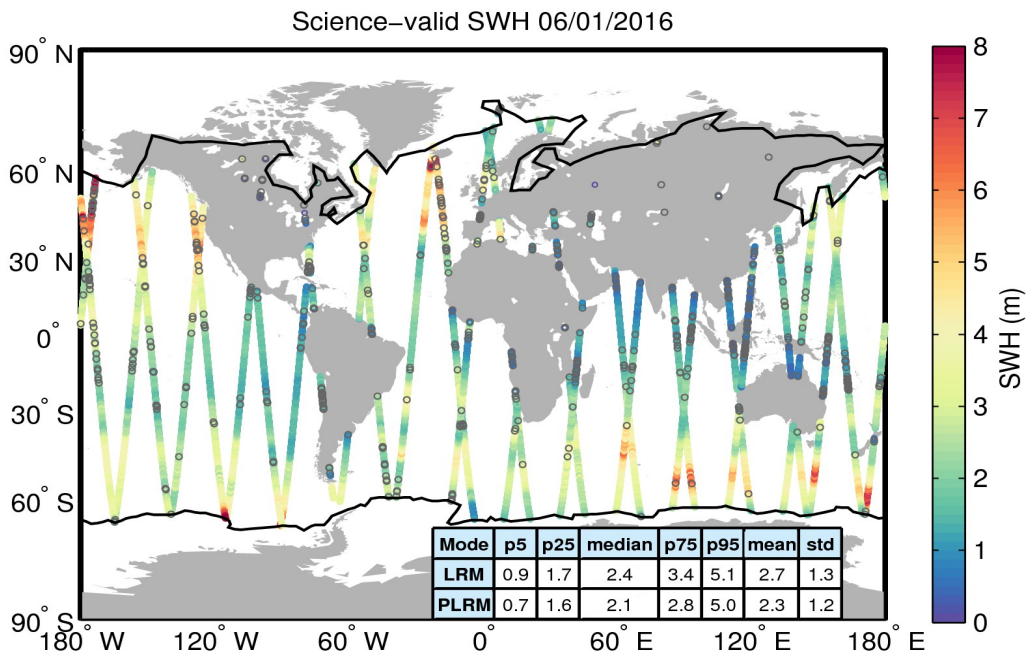 Science−valid SWH 06/01/2016
90° N
60° N
30° N
0°
30° S
60° S
90° S
180° W
120° W
60° W
0°
60° E
120° E
180° E
Mode p5 p25 median p75 p95 mean std
LRM 0.9 1.7 2.4 3.4 5.1 2.7 1.3
PLRM 0.7 1.6 2.1 2.8 5.0 2.3 1.2
8
7
6
5
4
3
2
1
0
SWH (m)